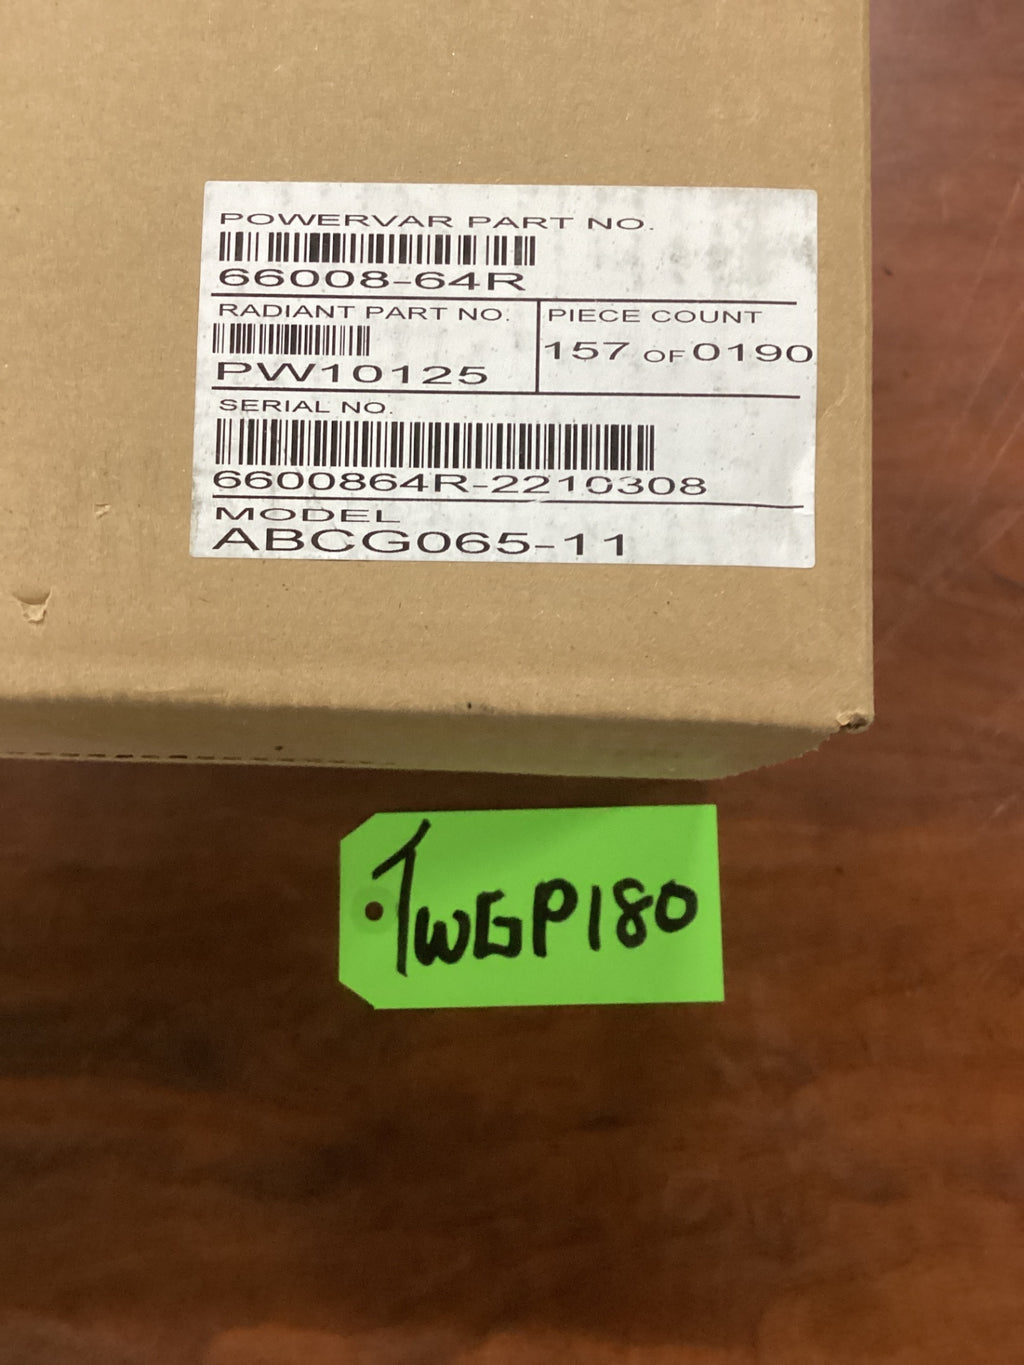 POWERVAR PART NO.
66008-64R
RADIANT PART NO.
PW10125
PIECE COUNT
157 OF 0190
SERIAL NO.
6600864R-2210308
MODEL
ABCG065-11
TWGP180